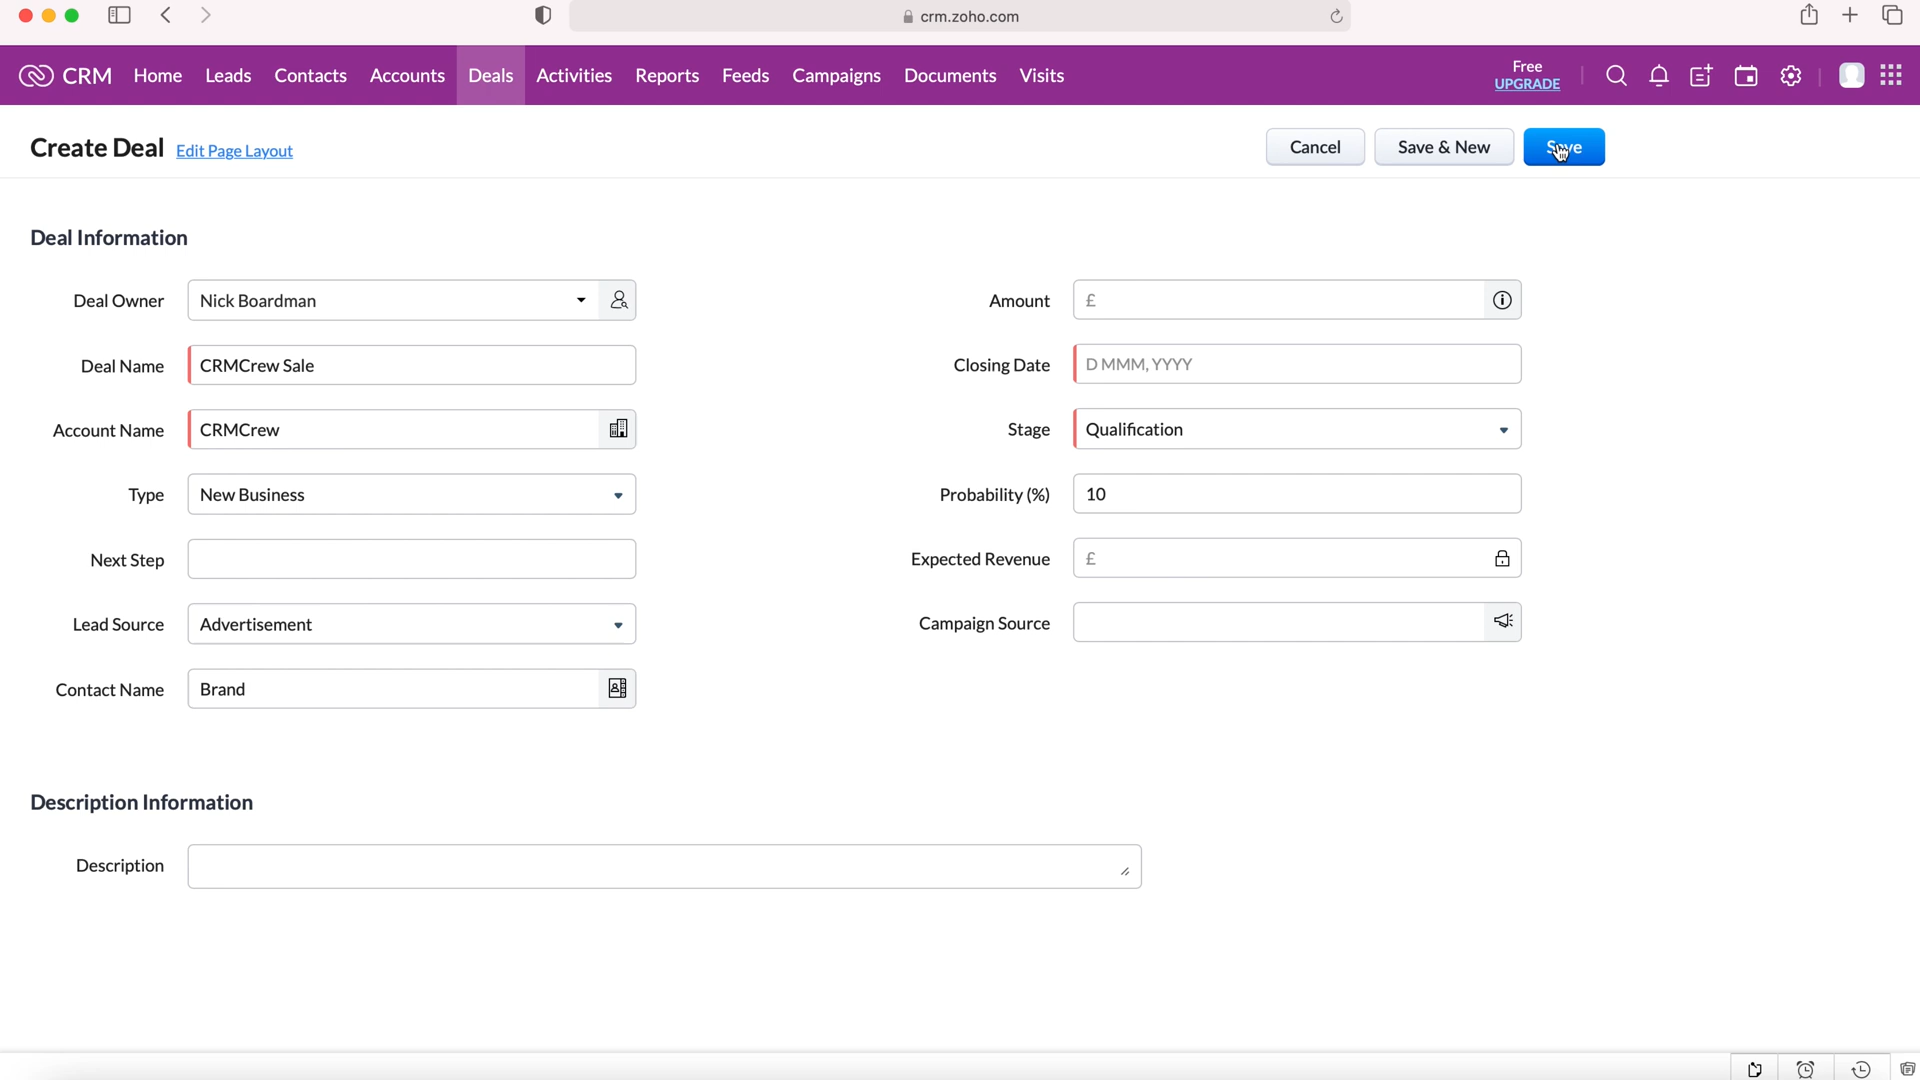 crm.zoho.com
CRM Home Leads Contacts Accounts Deals Activities Reports Feeds Campaigns Documents Visits
Free
UPGRADE
Create Deal Edit Page Layout
Cancel Save & New Save
Deal Information
Deal Owner Nick Boardman
Amount £
Deal Name CRMCrew Sale
Closing Date D MMM, YYYY
Account Name CRMCrew
Stage Qualification
Type New Business
Probability (%) 10
Next Step
Expected Revenue £
Lead Source Advertisement
Campaign Source
Contact Name Brand
Description Information
Description